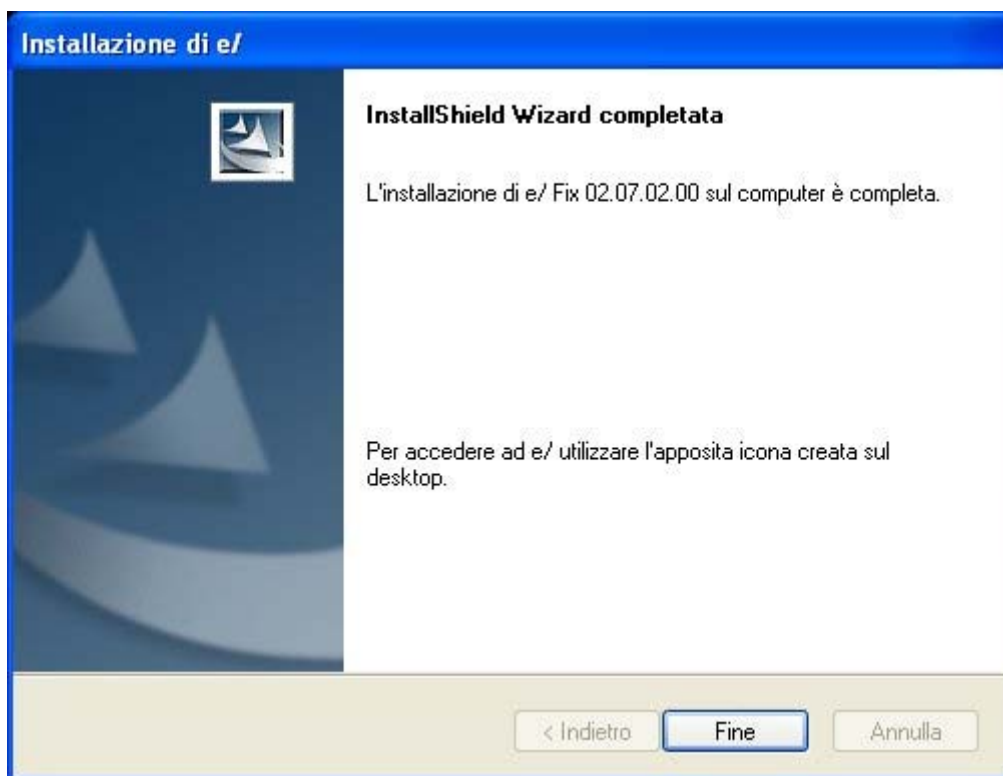 Installazione di e/
InstallShield Wizard completata
L'installazione di e/ Fix 02.07.02.00 sul computer è completa.
Per accedere ad e/ utilizzare l'apposita icona creata sul
desktop.
< Indietro
Fine
Annulla